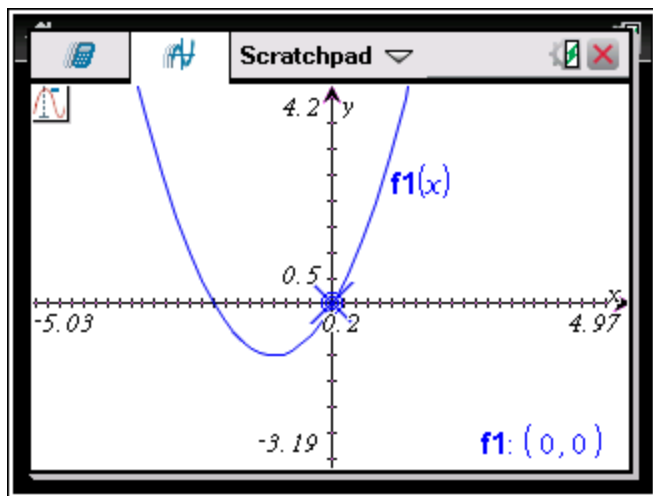 Scratchpad
4.2 y
f1(x)
0.5
x
-5.03 0.2 4.97
-3.19
f1: (0,0)